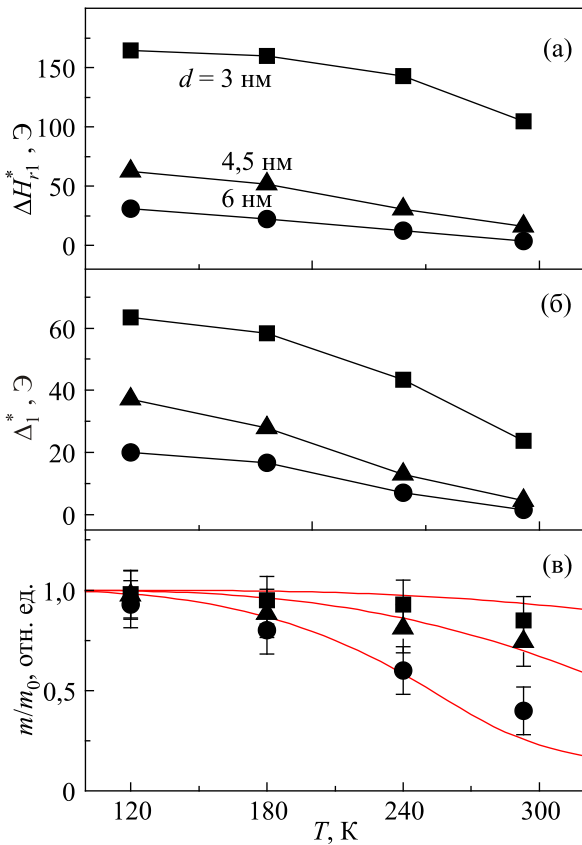 (а)
150
100
50
0
ΔH*r1 , Э
d = 3 нм
4,5 нм
6 нм
(б)
60
40
20
0
Δ*1 , Э
(в)
1,0
0,5
0
m/m0, отн. ед.
120 180 240 300
T, К